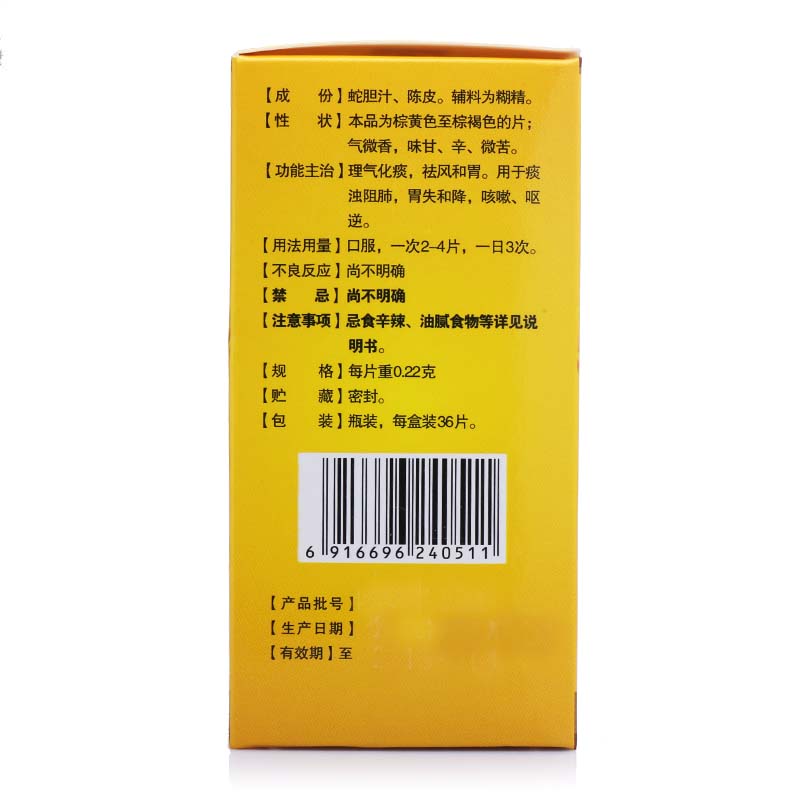 【成　份】蛇胆汁、陈皮。辅料为糊精。
【性　状】本品为棕黄色至棕褐色的片；
气微香，味甘、辛、微苦。
【功能主治】理气化痰，祛风和胃。用于痰
浊阻肺，胃失和降，咳嗽、呕
逆。
【用法用量】口服，一次2-4片，一日3次。
【不良反应】尚不明确
【禁　忌】尚不明确
【注意事项】忌食辛辣、油腻食物等详见说
明书。
【规　格】每片重0.22克
【贮　藏】密封。
【包　装】瓶装，每盒装36片。
6 916696 240511
【产品批号】
【生产日期】
【有效期】至